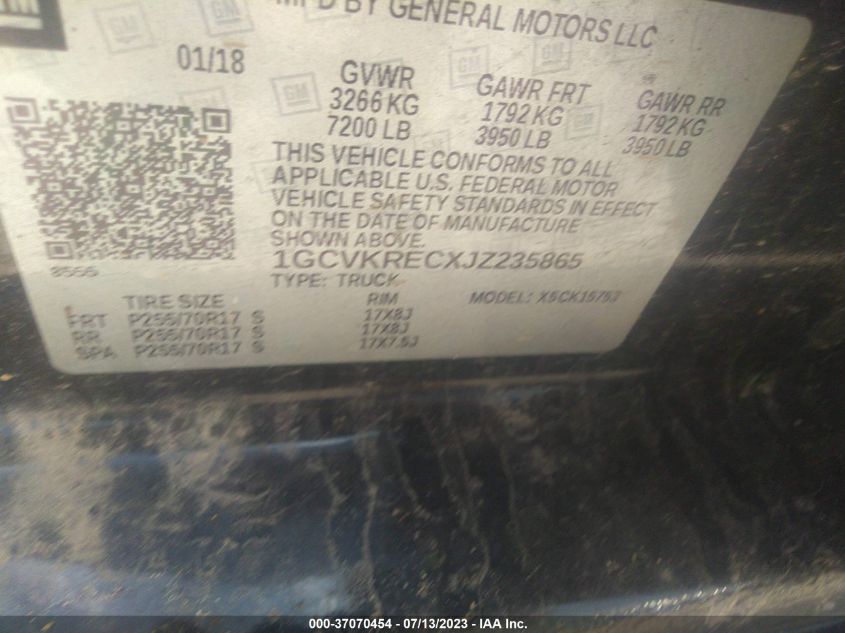 GM
MFD BY GENERAL MOTORS LLC
01/18
GVWR
3266 KG
7200 LB
GAWR FRT
1792 KG
3950 LB
GAWR RR
1792 KG
3950 LB
THIS VEHICLE CONFORMS TO ALL
APPLICABLE U.S. FEDERAL MOTOR
VEHICLE SAFETY STANDARDS IN EFFECT
ON THE DATE OF MANUFACTURE
SHOWN ABOVE.
1GCVKRECXJZ235865
TYPE: TRUCK
MODEL:
TIRE SIZE RIM
FRT P255/70R17 S 17X8J
RR P255/70R17 S 17X8J
SPA P255/70R17 S 17X7.5J
000-37070454 - 07/13/2023 - IAA Inc.